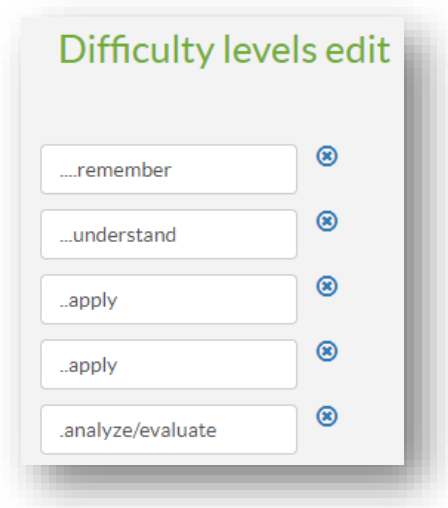 Difficulty levels edit
....remember
...understand
..apply
..apply
.analyze/evaluate